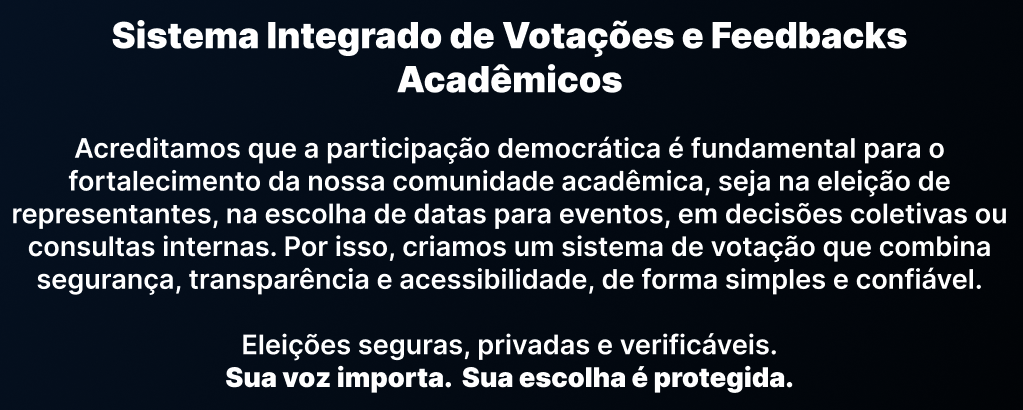 Sistema Integrado de Votações e Feedbacks
Acadêmicos
Acreditamos que a participação democrática é fundamental para o
fortalecimento da nossa comunidade acadêmica, seja na eleição de
representantes, na escolha de datas para eventos, em decisões coletivas ou
consultas internas. Por isso, criamos um sistema de votação que combina
segurança, transparência e acessibilidade, de forma simples e confiável.
Eleições seguras, privadas e verificáveis.
Sua voz importa. Sua escolha é protegida.